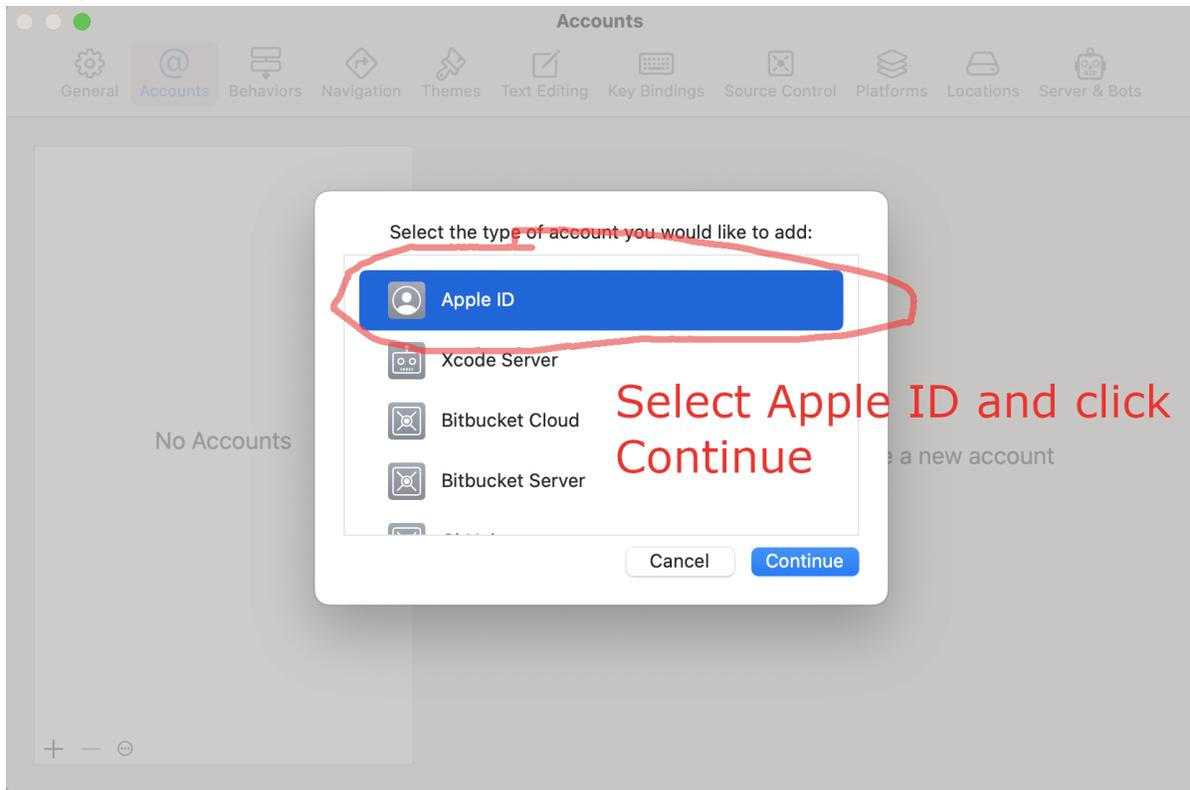 Accounts
General
Accounts
Behaviors
Navigation
Themes
Text Editing
Key Bindings
Source Control
Platforms
Locations
Server & Bots
Select the type of account you would like to add:
Apple ID
Xcode Server
Bitbucket Cloud
Bitbucket Server
Select Apple ID and click
Continue
No Accounts
a new account
Cancel
Continue